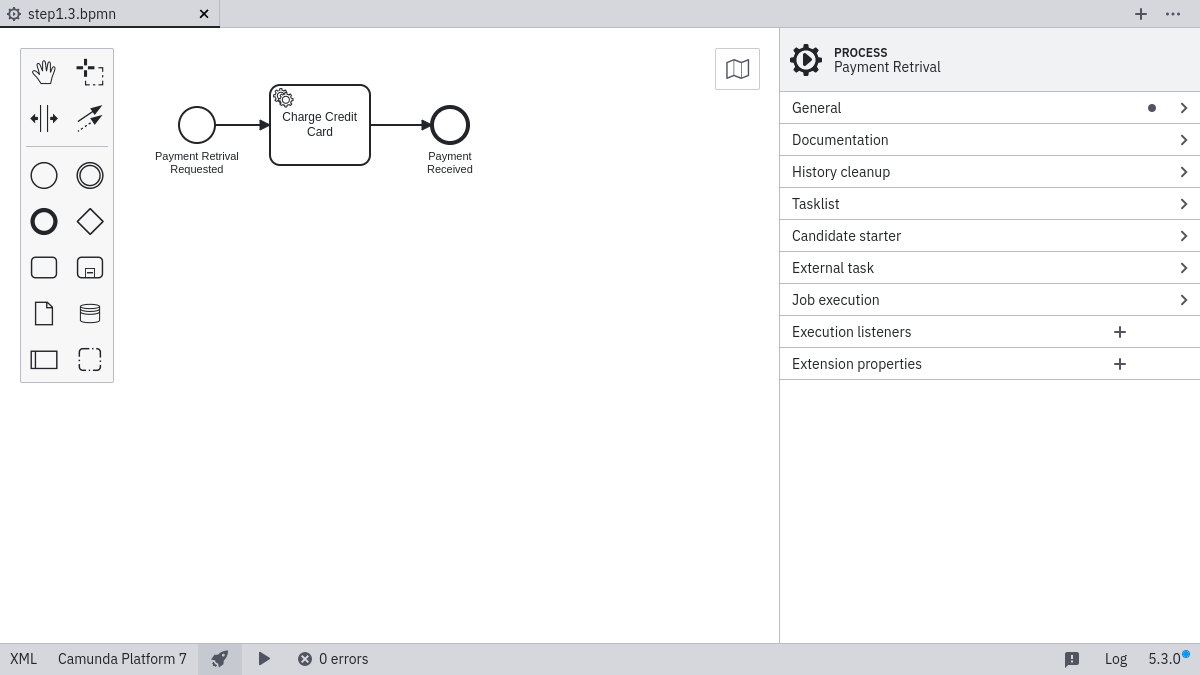 step1.3.bpmn
Charge Credit
Card
Payment Retrival
Requested
Payment
Received
PROCESS
Payment Retrival
General
Documentation
History cleanup
Tasklist
Candidate starter
External task
Job execution
Execution listeners
Extension properties
XML Camunda Platform 7 0 errors Log 5.3.0